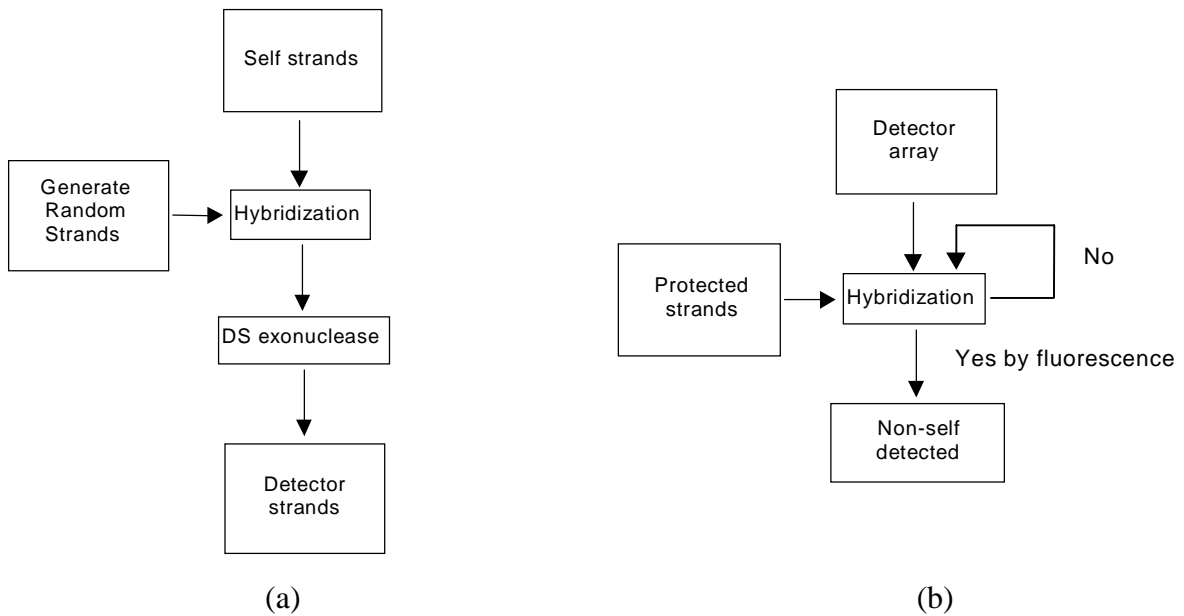 Self strands
Generate
Random
Strands
Hybridization
DS exonuclease
Detector
strands
(a)
Detector
array
Protected
strands
Hybridization
No
Yes by fluorescence
Non-self
detected
(b)